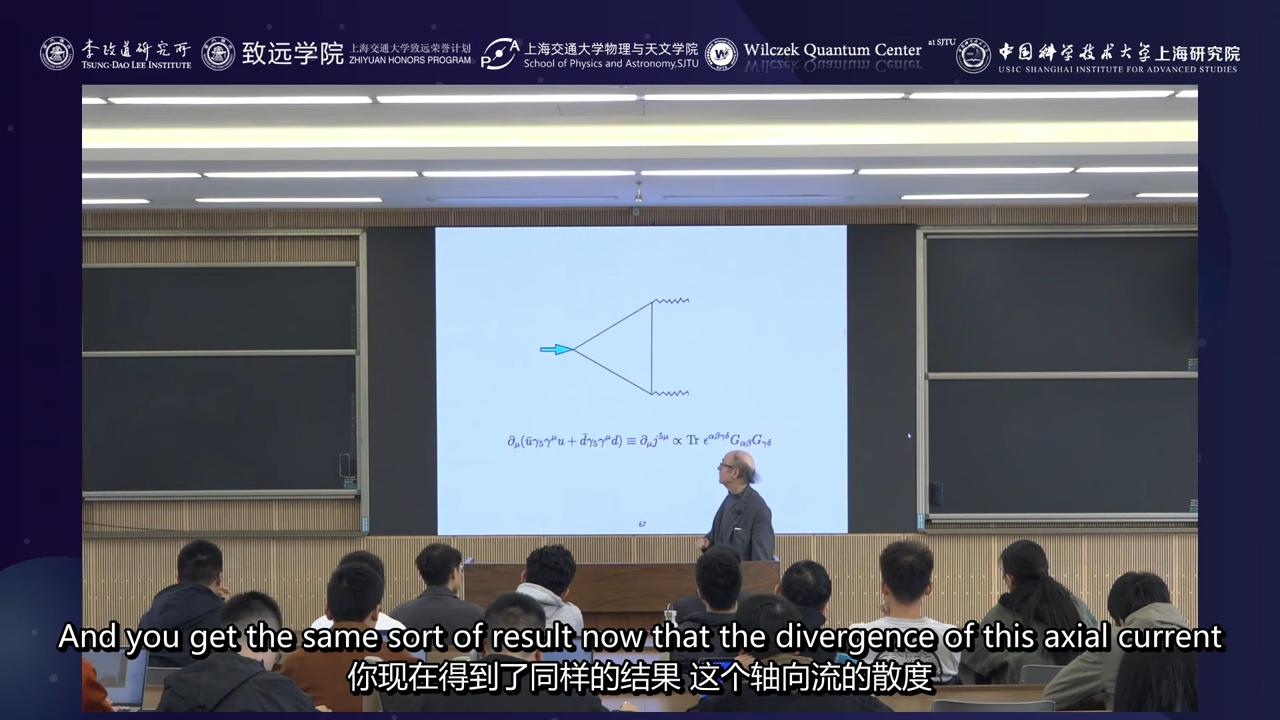 李政道研究所
TSUNG-DAO LEE INSTITUTE
致远学院
上海交通大学致远荣誉计划
ZHIYUAN HONORS PROGRAM
上海交通大学物理与天文学院
School of Physics and Astronomy,SJTU
Wilczek Quantum Center
at SJTU
中国科学技术大学上海研究院
USTC SHANGHAI INSTITUTE FOR ADVANCED STUDIES
∂μ(ūγ₅γ^μu + d̄γ₅γ^μd) ≡ ∂μj^{5μ} ∝ Tr ϵ^{αβγδ}G_{αβ}G_{γδ}
67
And you get the same sort of result now that the divergence of this axial current
你现在得到了同样的结果 这个轴向流的散度